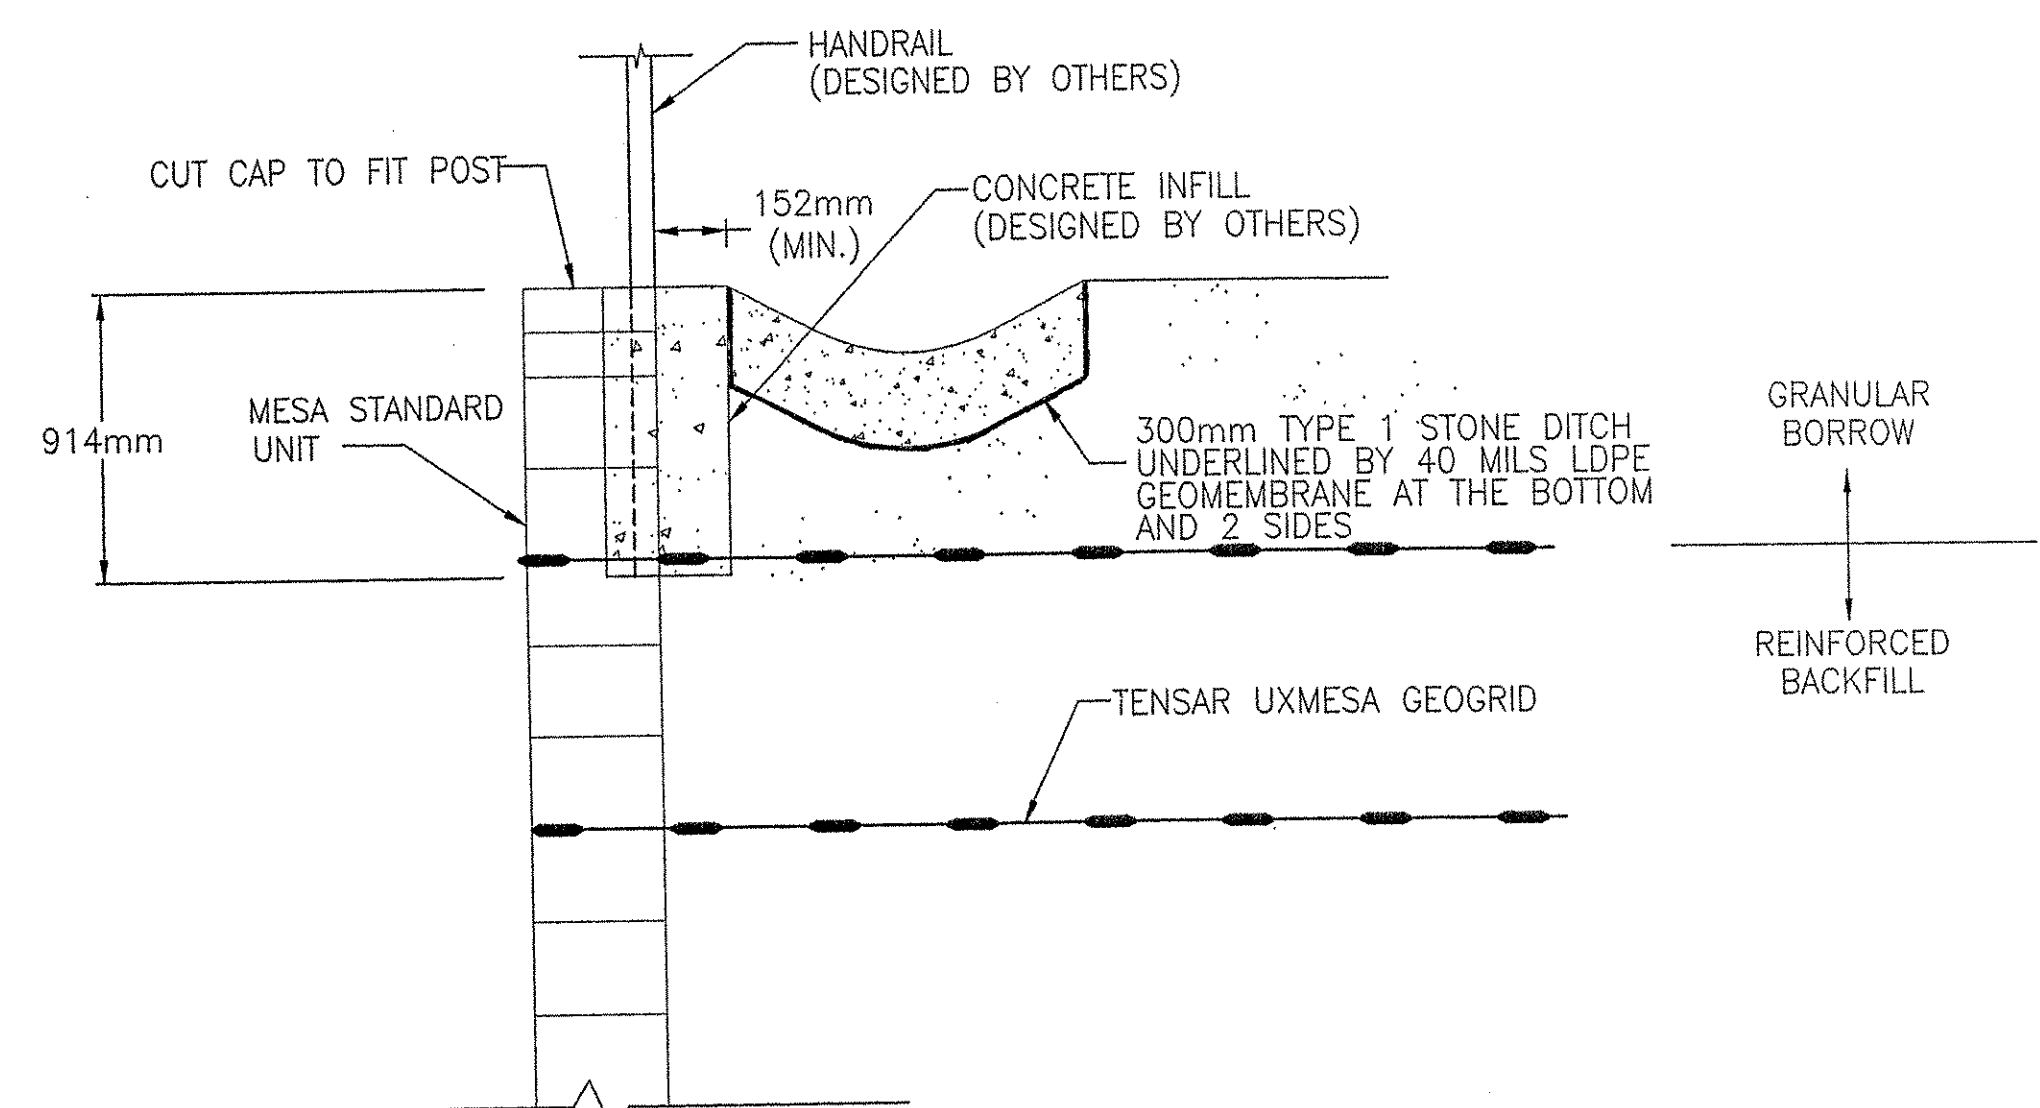 HANDRAIL
(DESIGNED BY OTHERS)
CUT CAP TO FIT POST
152mm
(MIN.)
CONCRETE INFILL
(DESIGNED BY OTHERS)
914mm
MESA STANDARD
UNIT
300mm TYPE 1 STONE DITCH
UNDERLINED BY 40 MILS LDPE
GEOMEMBRANE AT THE BOTTOM
AND 2 SIDES
GRANULAR
BORROW
REINFORCED
BACKFILL
TENSAR UXMESA GEOGRID